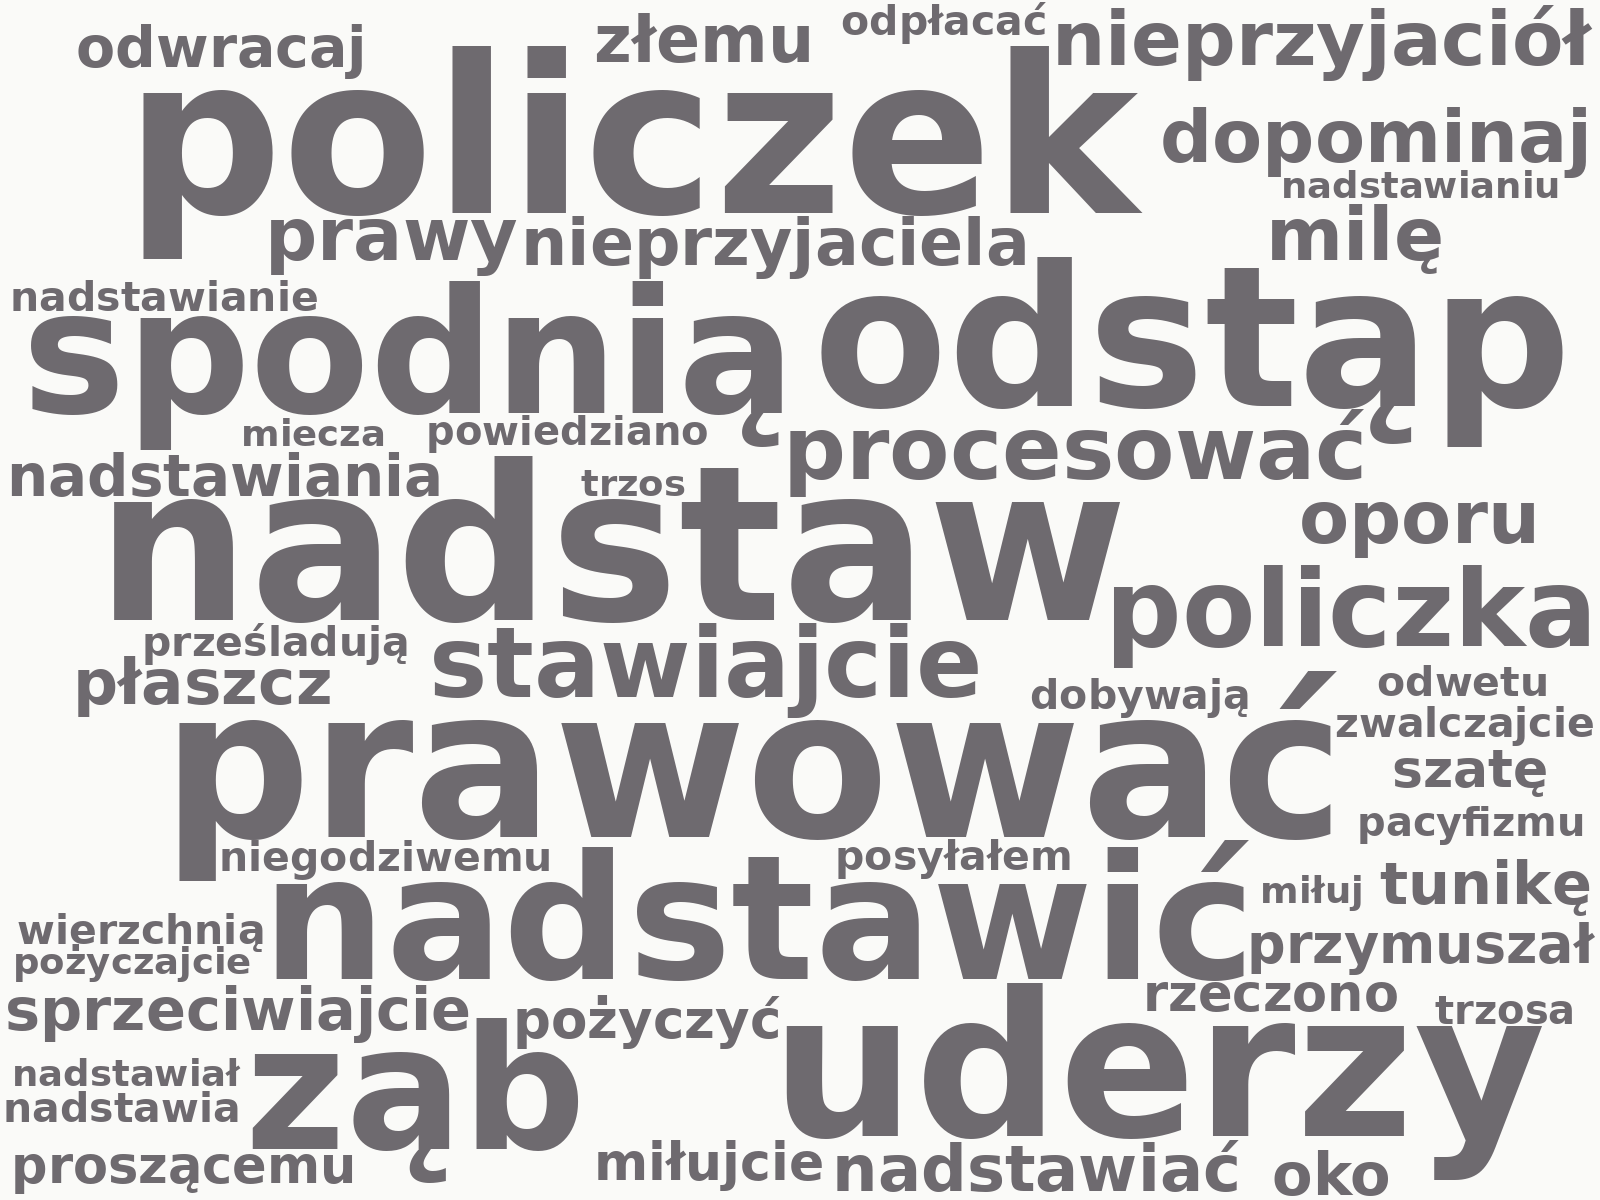 odwracaj złemu odpłacać nieprzyjaciół
policzek dopominaj
nadstawianiu
prawy nieprzyjaciela milę
nadstawianie
spodnią odstąp
miecza powiedziano procesować
nadstawiania trzos
nadstaw oporu
policzka
prześladują stawiajcie
płaszcz dobywają odwetu
prawować zwalczajcie
szatę
pacyfizmu
niegodziwemu posyłałem
nadstawić miłuj tunikę
wierzchnią przymuszał
pożyczajcie
sprzeciwiajcie pożyczyć rzeczono trzosa
ząb uderzy
nadstawiał
nadstawia
proszącemu miłujcie nadstawiać oko